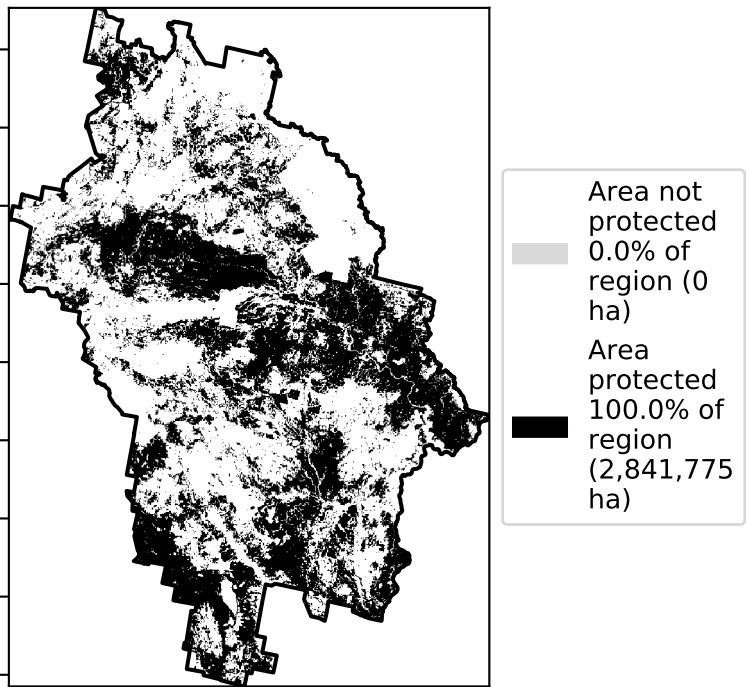 Area not
protected
0.0% of
region (0
ha)
Area
protected
100.0% of
region
(2,841,775
ha)